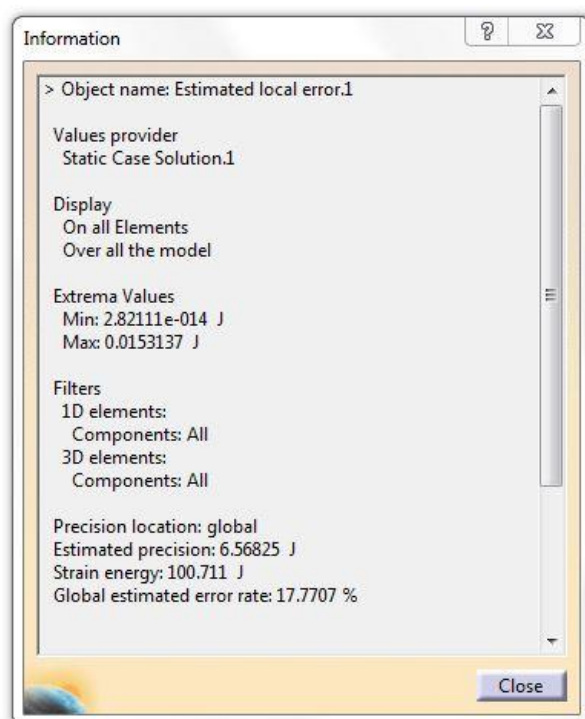 Information
> Object name: Estimated local error.1
Values provider
Static Case Solution.1
Display
On all Elements
Over all the model
Extrema Values
Min: 2.82111e-014 J
Max: 0.0153137 J
Filters
1D elements:
Components: All
3D elements:
Components: All
Precision location: global
Estimated precision: 6.56825 J
Strain energy: 100.711 J
Global estimated error rate: 17.7707 %
Close